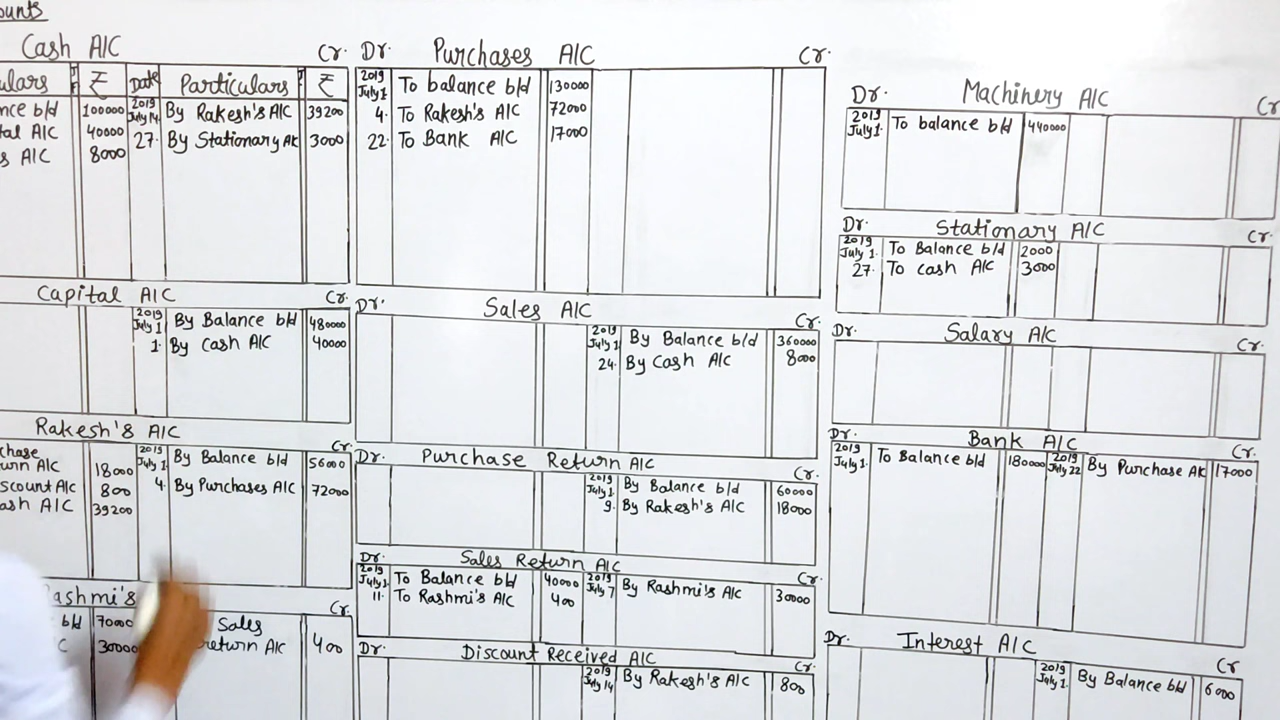 ounts
Cash A/C Cr.
ulars ₹ Date Particulars ₹
nce b/d 100000 2019 July 14 By Rakesh's A/C 39200
tal A/C 40000 27. By Stationary A/c 3000
s A/C 8000
Capital A/C Cr.
2019 July 1 By Balance b/d 480000
1. By Cash A/C 40000
Rakesh's A/C Cr.
chase
urn A/C 18000 2019 July 1 By Balance b/d 56000
scount A/c 800 4. By Purchases A/C 72000
ash A/C 39200
ashmi's Cr.
b/d 70000 Sales
C 30000 return A/C 400
Dr. Purchases A/C Cr.
2019 July 1 To balance b/d 130000
4. To Rakesh's A/C 72000
22. To Bank A/C 17000
Dr. Sales A/C Cr.
2019 July 1 By Balance b/d 360000
24. By Cash A/C 8000
Dr. Purchase Return A/C Cr.
2019 July 1. By Balance b/d 60000
9. By Rakesh's A/C 18000
Dr. Sales Return A/C Cr.
2019 July 1 To Balance b/d 40000 2019 July 7 By Rashmi's A/C 30000
11. To Rashmi's A/C 400
Dr. Discount Received A/C Cr.
2019 July 14 By Rakesh's A/C 800
Dr. Machinery A/C Cr
2019 July 1. To balance b/d 440000
Dr. Stationary A/C Cr.
2019 July 1. To Balance b/d 2000
27. To cash A/C 3000
Dr. Salary A/C Cr.
Dr. Bank A/C Cr.
2019 July 1. To Balance b/d 180000 2019 July 22 By Purchase A/c 17000
Dr. Interest A/C Cr
2019 July 1. By Balance b/d 6000